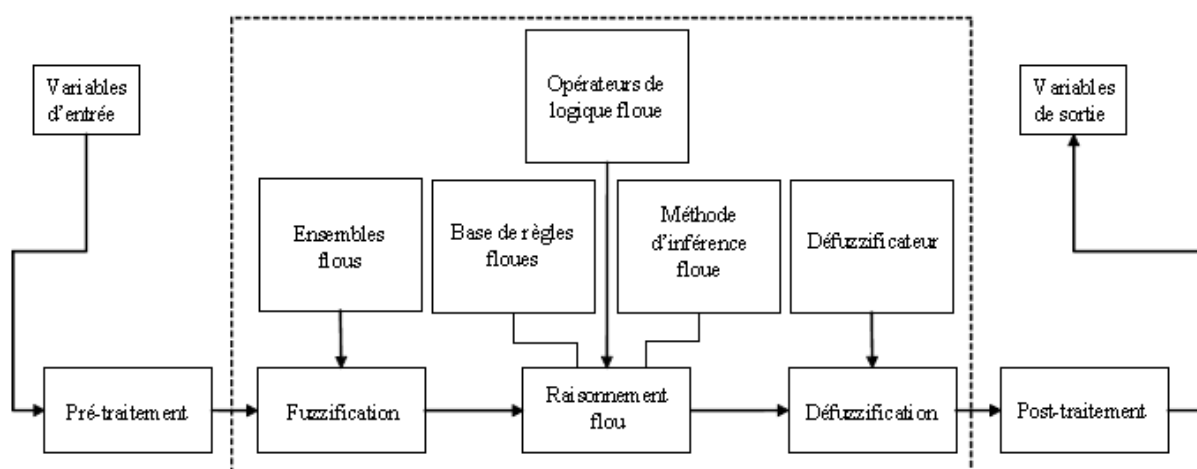 Opérateurs de
logique floue
Variables
d'entrée
Variables
de sortie
Ensembles
flous
Base de règles
floues
Méthode
d'inférence
floue
Défuzzificateur
Pré-traitement
Fuzzification
Raisonnement
flou
Défuzzification
Post-traitement